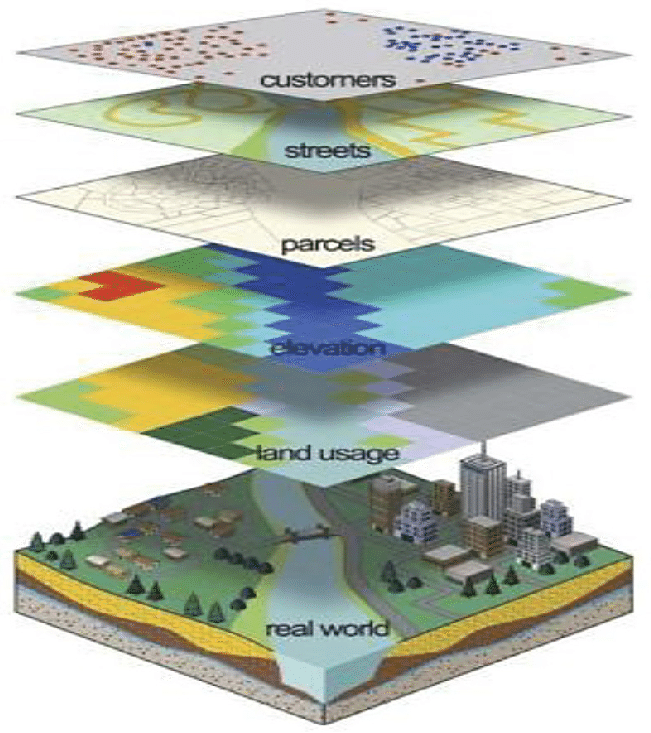 customers
streets
parcels
elevation
land usage
real world